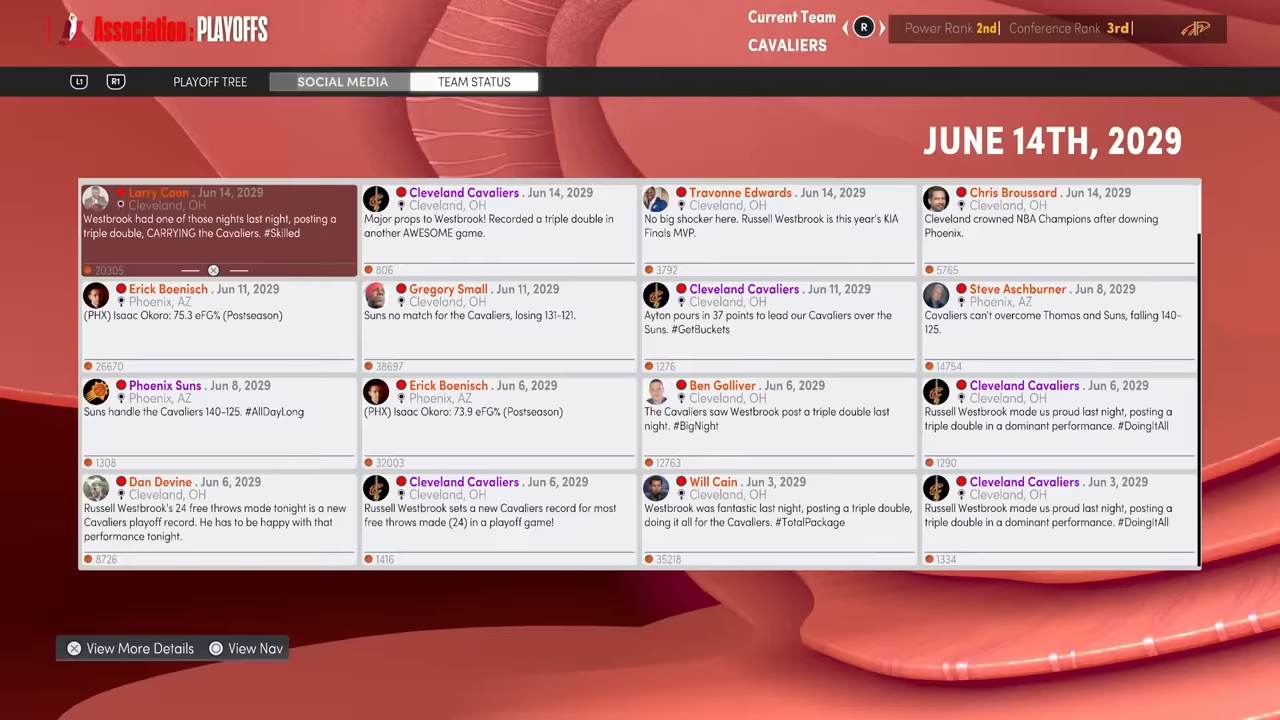 Association: PLAYOFFS
Current Team
CAVALIERS
R
Power Rank 2nd| Conference Rank 3rd|
L1 R1 PLAYOFF TREE SOCIAL MEDIA TEAM STATUS
JUNE 14TH, 2029
Larry Coon . Jun 14, 2029
Cleveland, OH
Westbrook had one of those nights last night, posting a
triple double, CARRYING the Cavaliers. #Skilled
20305
Cleveland Cavaliers . Jun 14, 2029
Cleveland, OH
Major props to Westbrook! Recorded a triple double in
another AWESOME game.
806
Travonne Edwards . Jun 14, 2029
Cleveland, OH
No big shocker here. Russell Westbrook is this year's KIA
Finals MVP.
3792
Chris Broussard . Jun 14, 2029
Cleveland, OH
Cleveland crowned NBA Champions after downing
Phoenix.
5765
Erick Boenisch . Jun 11, 2029
Phoenix, AZ
(PHX) Isaac Okoro: 75.3 eFG% (Postseason)
26670
Gregory Small . Jun 11, 2029
Cleveland, OH
Suns no match for the Cavaliers, losing 131-121.
38697
Cleveland Cavaliers . Jun 11, 2029
Cleveland, OH
Ayton pours in 37 points to lead our Cavaliers over the
Suns. #GetBuckets
1276
Steve Aschburner . Jun 8, 2029
Phoenix, AZ
Cavaliers can't overcome Thomas and Suns, falling 140-
125.
14754
Phoenix Suns . Jun 8, 2029
Phoenix, AZ
Suns handle the Cavaliers 140-125. #AllDayLong
1308
Erick Boenisch . Jun 6, 2029
Phoenix, AZ
(PHX) Isaac Okoro: 73.9 eFG% (Postseason)
32003
Ben Golliver . Jun 6, 2029
Cleveland, OH
The Cavaliers saw Westbrook post a triple double last
night. #BigNight
12763
Cleveland Cavaliers . Jun 6, 2029
Cleveland, OH
Russell Westbrook made us proud last night, posting a
triple double in a dominant performance. #DoingItAll
1290
Dan Devine . Jun 6, 2029
Cleveland, OH
Russell Westbrook's 24 free throws made tonight is a new
Cavaliers playoff record. He has to be happy with that
performance tonight.
8726
Cleveland Cavaliers . Jun 6, 2029
Cleveland, OH
Russell Westbrook sets a new Cavaliers record for most
free throws made (24) in a playoff game!
1416
Will Cain . Jun 3, 2029
Cleveland, OH
Westbrook was fantastic last night, posting a triple double,
doing it all for the Cavaliers. #TotalPackage
35218
Cleveland Cavaliers . Jun 3, 2029
Cleveland, OH
Russell Westbrook made us proud last night, posting a
triple double in a dominant performance. #DoingItAll
1334
View More Details View Nav